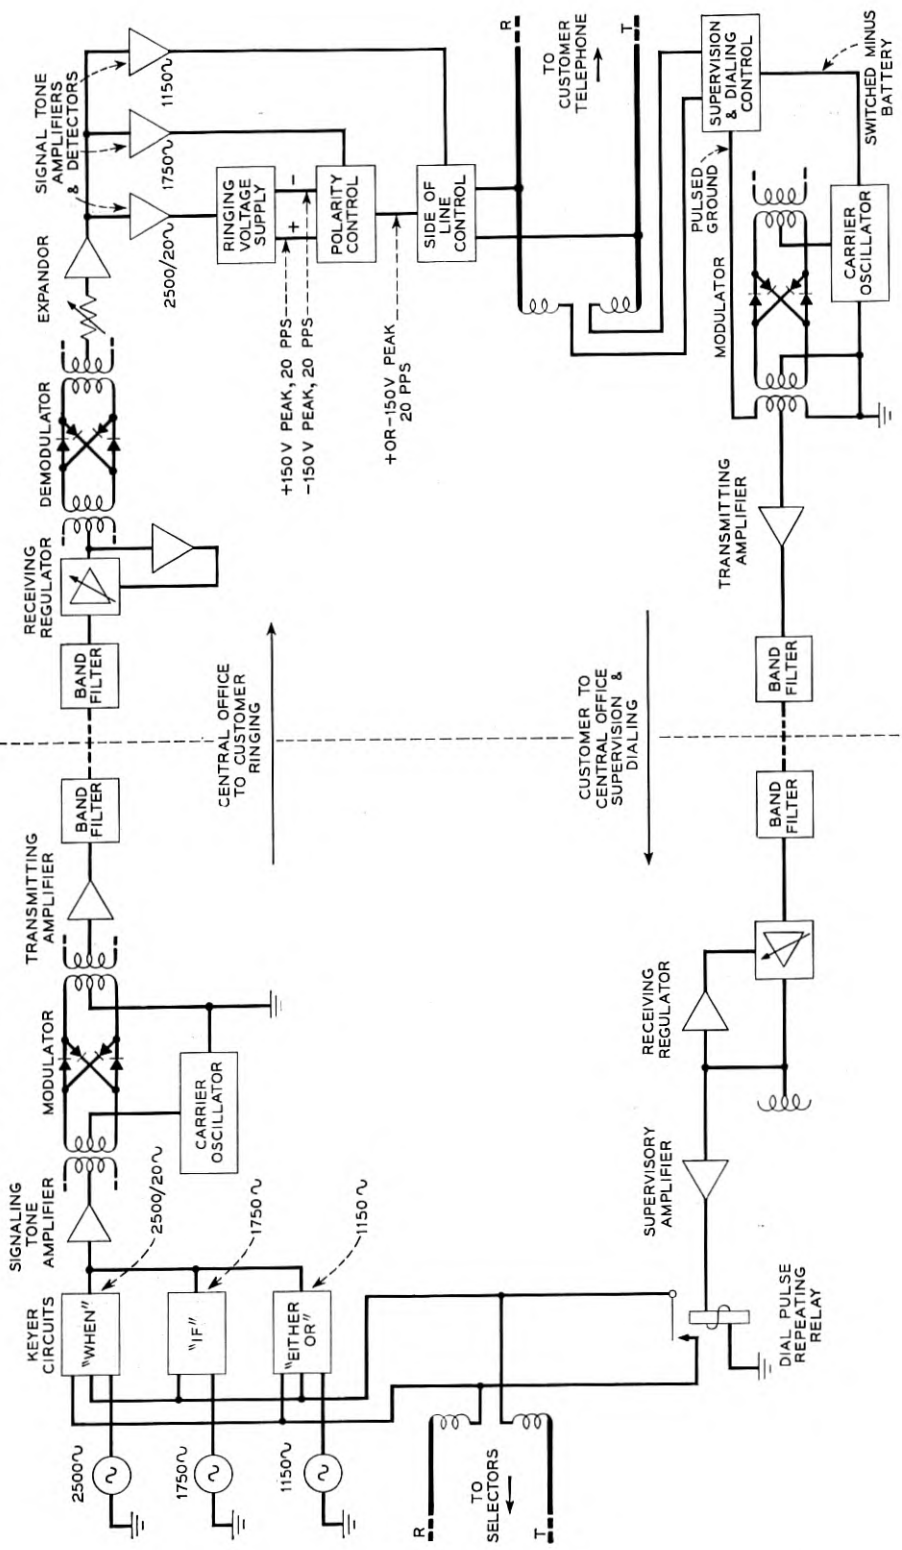 KEYER
CIRCUITS
SIGNALING
TONE
AMPLIFIER
MODULATOR
TRANSMITTING
AMPLIFIER
BAND
FILTER
BAND
FILTER
RECEIVING
REGULATOR
DEMODULATOR
EXPANDOR
SIGNAL TONE
AMPLIFIERS
& DETECTORS
2500∿
"WHEN"
2500/20∿
1750∿
"IF"
1750∿
1150∿
"EITHER
OR"
1150∿
CARRIER
OSCILLATOR
2500/20∿
1750∿
1150∿
RINGING
VOLTAGE
SUPPLY
+
−
+150 V PEAK, 20 PPS
−150 V PEAK, 20 PPS
POLARITY
CONTROL
+OR−150V PEAK
20 PPS
SIDE OF
LINE
CONTROL
CENTRAL OFFICE
TO CUSTOMER
RINGING
R
TO
CUSTOMER
TELEPHONE
T
R
TO
SELECTORS
T
CUSTOMER TO
CENTRAL OFFICE
SUPERVISION &
DIALING
SUPERVISION
& DIALING
CONTROL
PULSED
GROUND
SWITCHED MINUS
BATTERY
MODULATOR
CARRIER
OSCILLATOR
TRANSMITTING
AMPLIFIER
BAND
FILTER
BAND
FILTER
RECEIVING
REGULATOR
SUPERVISORY
AMPLIFIER
DIAL PULSE
REPEATING
RELAY